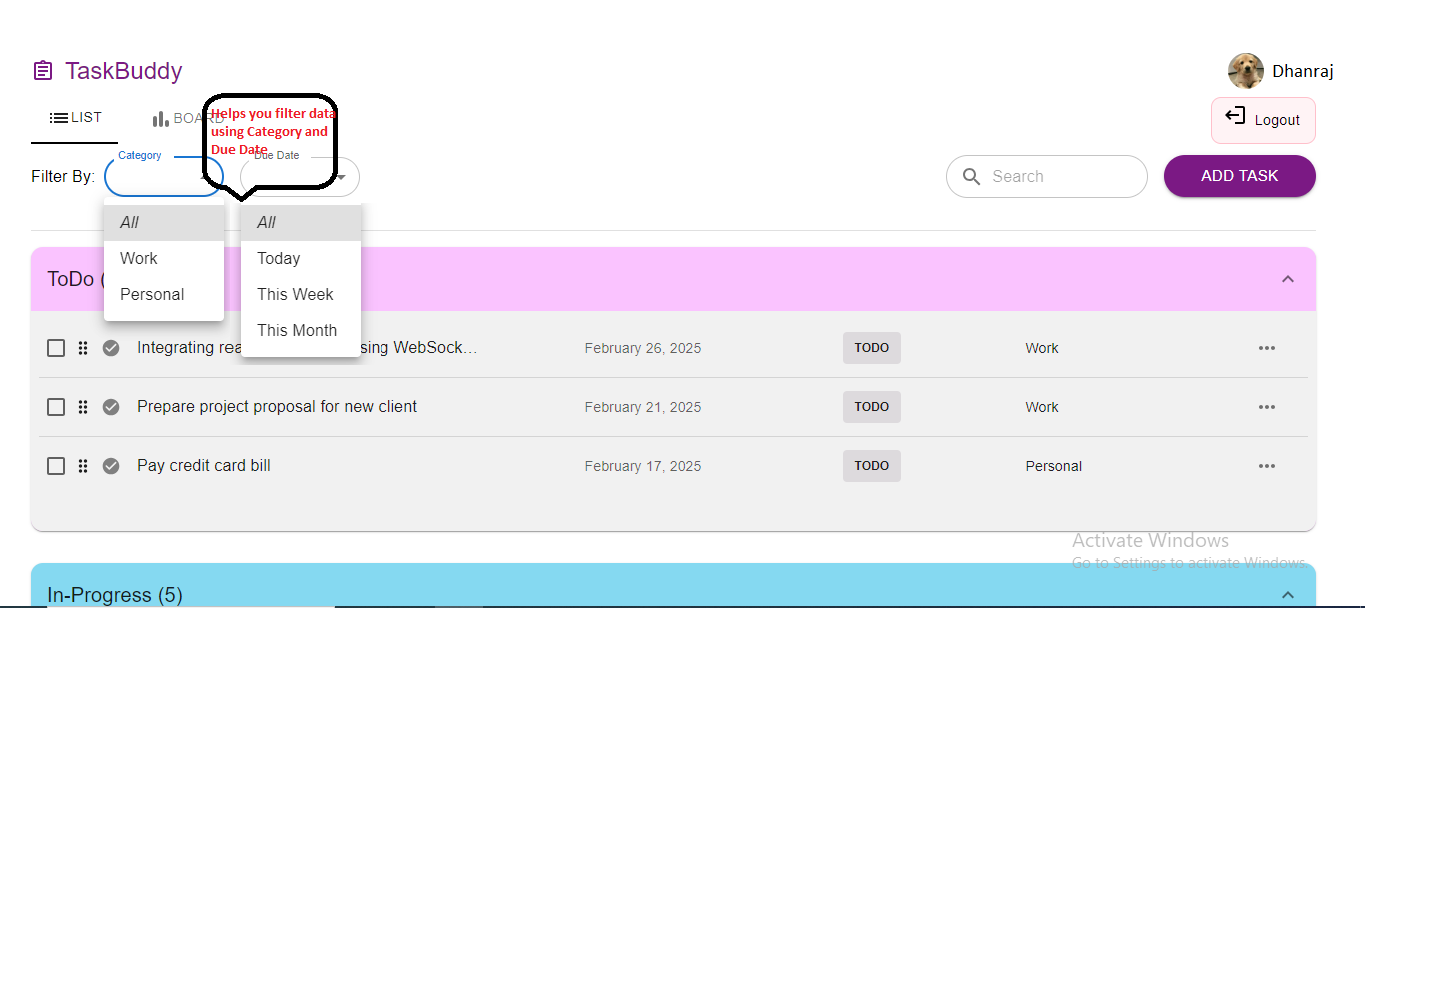 TaskBuddy
Dhanraj
LIST
BOARD
Helps you filter data
using Category and
Due Date
Logout
Filter By:
Category
Due Date
Search
ADD TASK
All
Work
Personal
All
Today
This Week
This Month
ToDo (
Integrating rea
sing WebSock...
February 26, 2025
TODO
Work
Prepare project proposal for new client
February 21, 2025
TODO
Work
Pay credit card bill
February 17, 2025
TODO
Personal
Activate Windows
Go to Settings to activate Windows.
In-Progress (5)